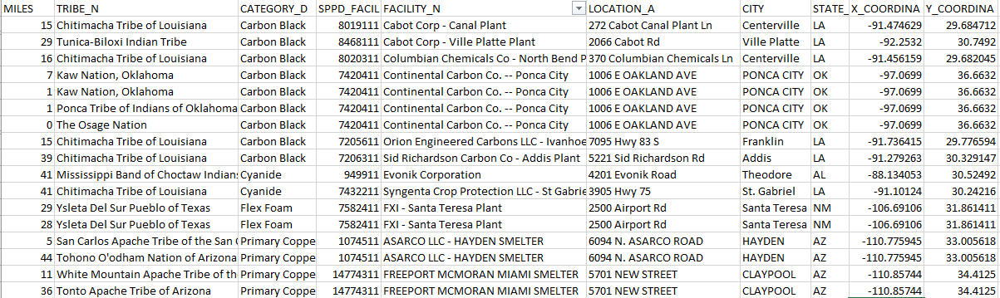 MILES TRIBE_N CATEGORY_D SPPD_FACIL FACILITY_N LOCATION_A CITY STATE_ X_COORDINA Y_COORDINA
15 Chitimacha Tribe of Louisiana Carbon Black 8019111 Cabot Corp - Canal Plant 272 Cabot Canal Plant Ln Centerville LA -91.474629 29.684712
29 Tunica-Biloxi Indian Tribe Carbon Black 8468111 Cabot Corp - Ville Platte Plant 2066 Cabot Rd Ville Platte LA -92.2532 30.7492
16 Chitimacha Tribe of Louisiana Carbon Black 8020311 Columbian Chemicals Co - North Bend P 370 Columbian Chemicals Ln Centerville LA -91.456159 29.682045
7 Kaw Nation, Oklahoma Carbon Black 7420411 Continental Carbon Co. -- Ponca City 1006 E OAKLAND AVE PONCA CITY OK -97.0699 36.6632
1 Kaw Nation, Oklahoma Carbon Black 7420411 Continental Carbon Co. -- Ponca City 1006 E OAKLAND AVE PONCA CITY OK -97.0699 36.6632
1 Ponca Tribe of Indians of Oklahoma Carbon Black 7420411 Continental Carbon Co. -- Ponca City 1006 E OAKLAND AVE PONCA CITY OK -97.0699 36.6632
0 The Osage Nation Carbon Black 7420411 Continental Carbon Co. -- Ponca City 1006 E OAKLAND AVE PONCA CITY OK -97.0699 36.6632
15 Chitimacha Tribe of Louisiana Carbon Black 7205611 Orion Engineered Carbons LLC - Ivanhoe 7095 Hwy 83 S Franklin LA -91.736415 29.776594
39 Chitimacha Tribe of Louisiana Carbon Black 7206311 Sid Richardson Carbon Co - Addis Plant 5221 Sid Richardson Rd Addis LA -91.279263 30.329147
41 Mississippi Band of Choctaw Indians Cyanide 949911 Evonik Corporation 4201 Evonik Road Theodore AL -88.134053 30.52492
41 Chitimacha Tribe of Louisiana Cyanide 7432211 Syngenta Crop Protection LLC - St Gabrie 3905 Hwy 75 St. Gabriel LA -91.10124 30.24216
29 Ysleta Del Sur Pueblo of Texas Flex Foam 7582411 FXI - Santa Teresa Plant 2500 Airport Rd Santa Teresa NM -106.69106 31.861411
28 Ysleta Del Sur Pueblo of Texas Flex Foam 7582411 FXI - Santa Teresa Plant 2500 Airport Rd Santa Teresa NM -106.69106 31.861411
5 San Carlos Apache Tribe of the San C Primary Coppe 1074511 ASARCO LLC - HAYDEN SMELTER 6094 N. ASARCO ROAD HAYDEN AZ -110.775945 33.005618
44 Tohono O'odham Nation of Arizona Primary Coppe 1074511 ASARCO LLC - HAYDEN SMELTER 6094 N. ASARCO ROAD HAYDEN AZ -110.775945 33.005618
11 White Mountain Apache Tribe of th Primary Coppe 14774311 FREEPORT MCMORAN MIAMI SMELTER 5701 NEW STREET CLAYPOOL AZ -110.85744 34.4125
36 Tonto Apache Tribe of Arizona Primary Coppe 14774311 FREEPORT MCMORAN MIAMI SMELTER 5701 NEW STREET CLAYPOOL AZ -110.85744 34.4125